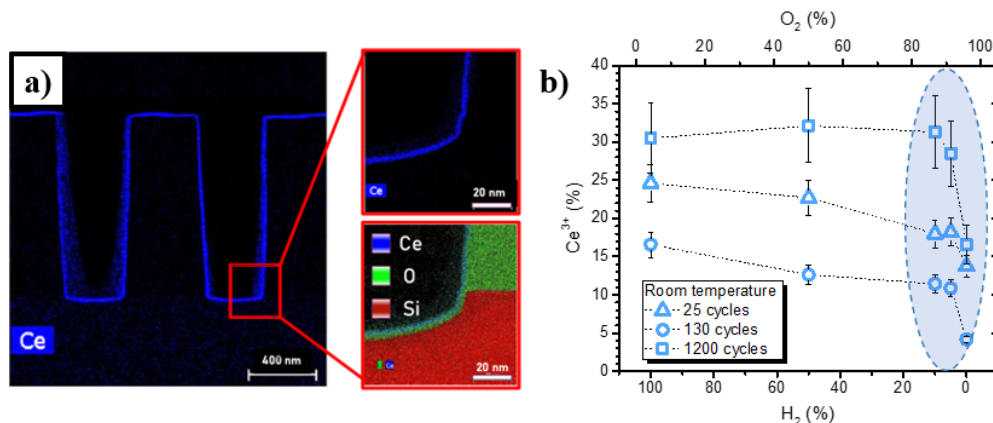 a)
Ce
400 nm
Ce
20 nm
Ce
O
Si
Ce
20 nm
b)
O₂ (%)
0 20 40 60 80 100
40
35
30
25
20
15
10
5
0
Ce³⁺ (%)
Room temperature
25 cycles
130 cycles
1200 cycles
100 80 60 40 20 0
H₂ (%)